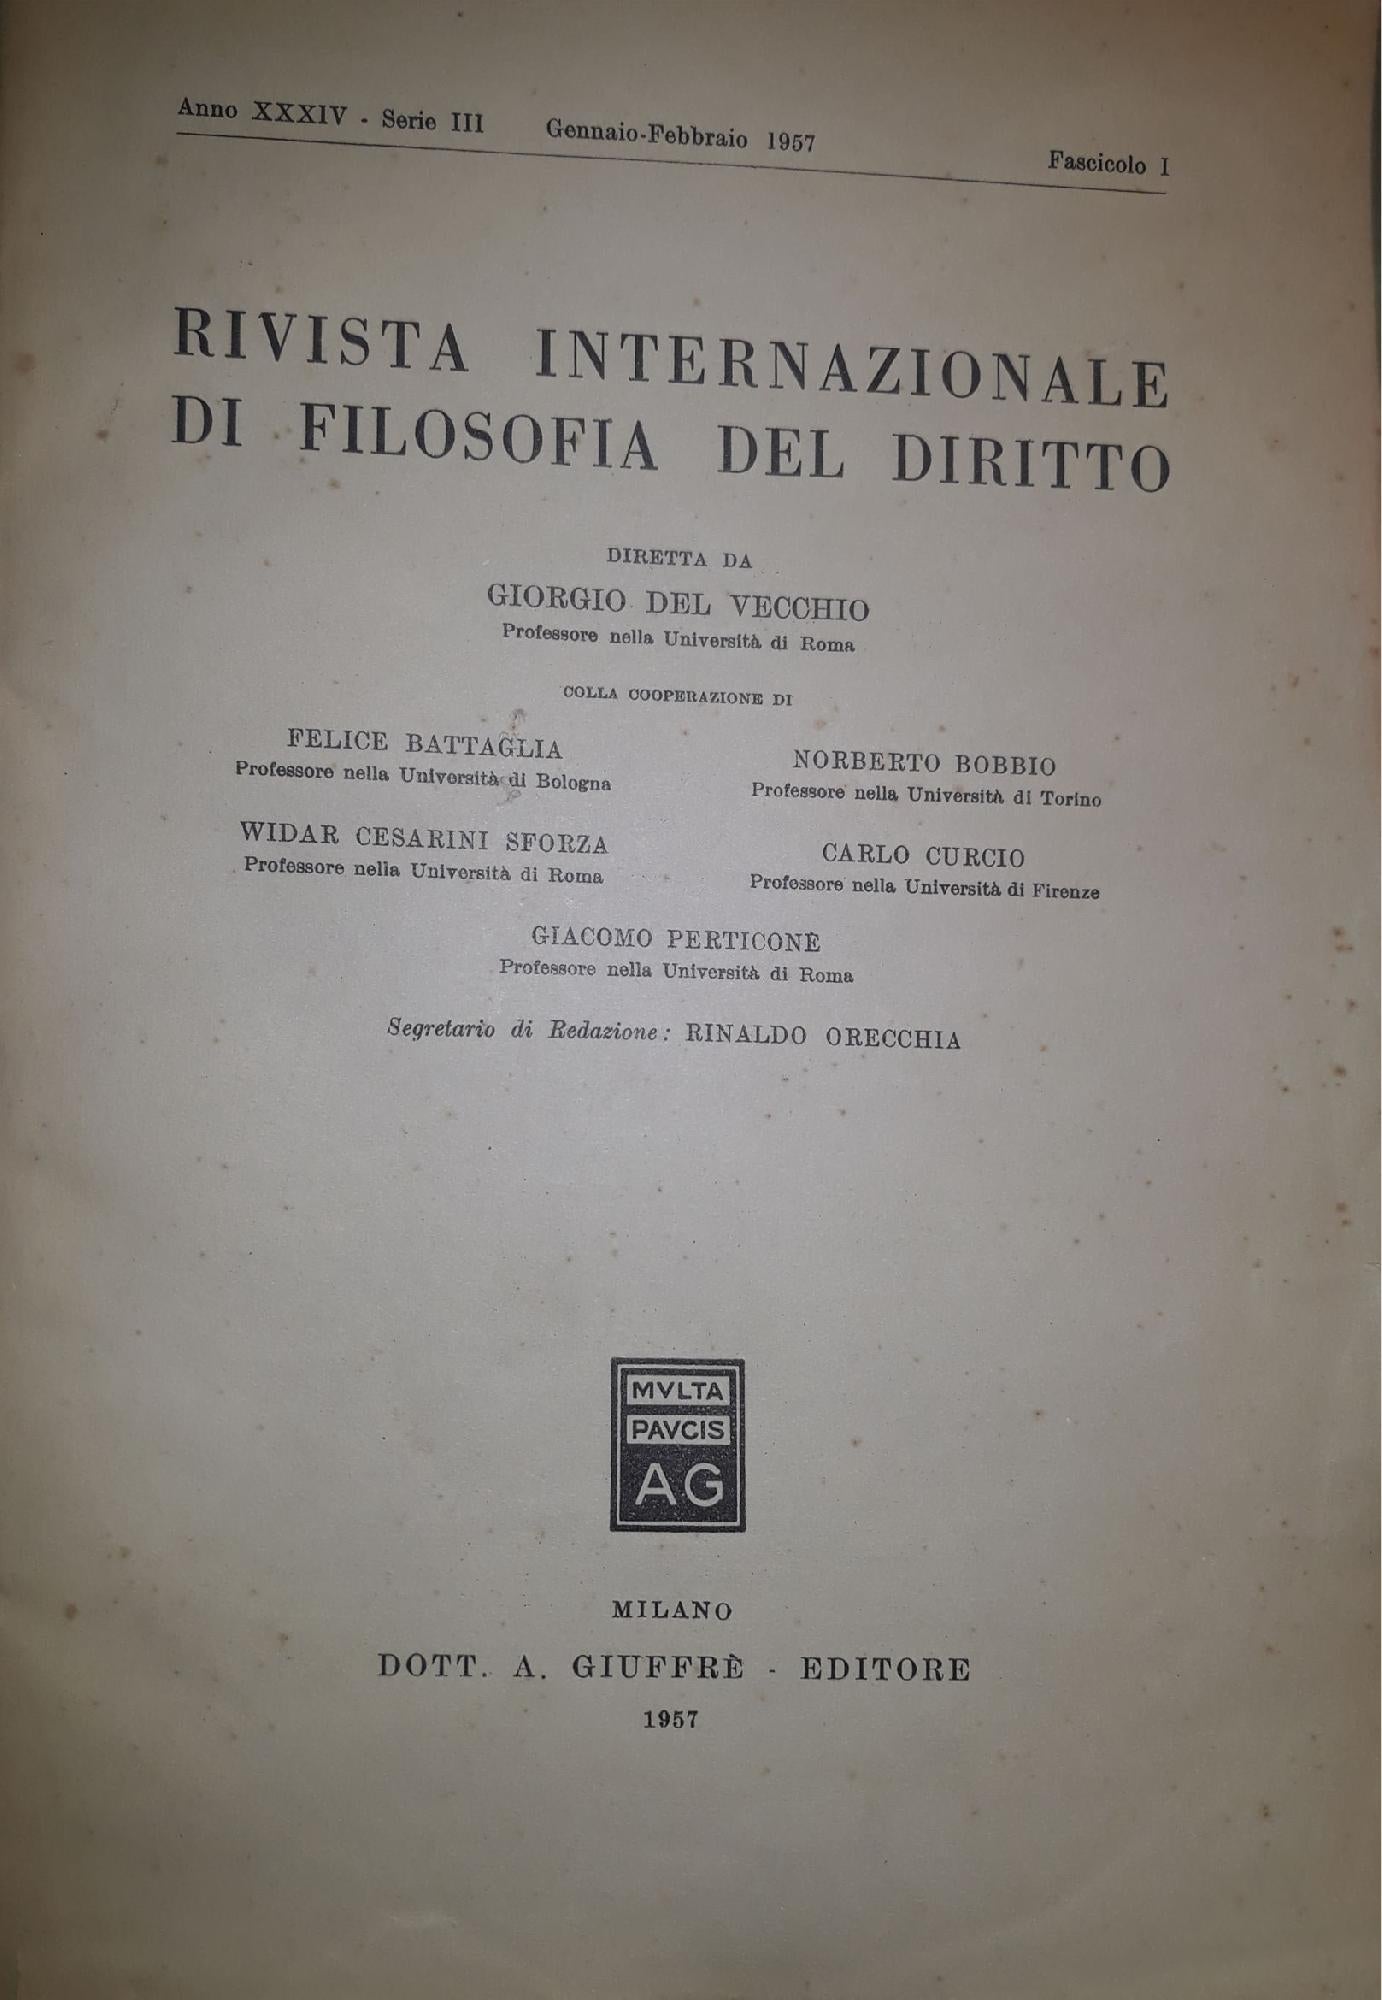 Anno XXXIV - Serie III Gennaio-Febbraio 1957 Fascicolo I
RIVISTA INTERNAZIONALE
DI FILOSOFIA DEL DIRITTO
DIRETTA DA
GIORGIO DEL VECCHIO
Professore nella Università di Roma
COLLA COOPERAZIONE DI
FELICE BATTAGLIA
Professore nella Università di Bologna
NORBERTO BOBBIO
Professore nella Università di Torino
WIDAR CESARINI SFORZA
Professore nella Università di Roma
CARLO CURCIO
Professore nella Università di Firenze
GIACOMO PERTICONE
Professore nella Università di Roma
Segretario di Redazione: RINALDO ORECCHIA
MVLTA
PAVCIS
AG
MILANO
DOTT. A. GIUFFRÈ - EDITORE
1957